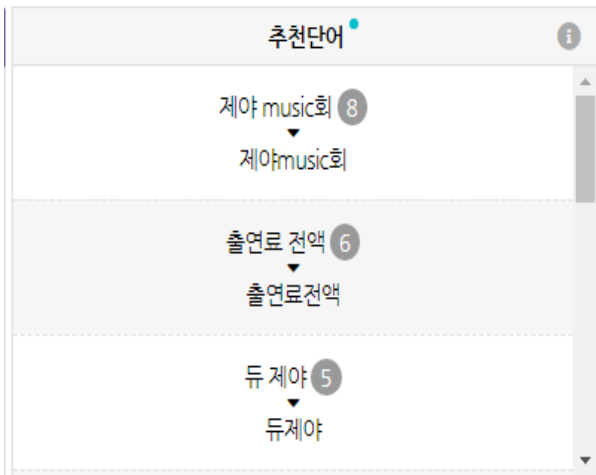 추천단어
제야 music회 8
제야music회
출연료 전액 6
출연료전액
듀 제야 5
듀제야